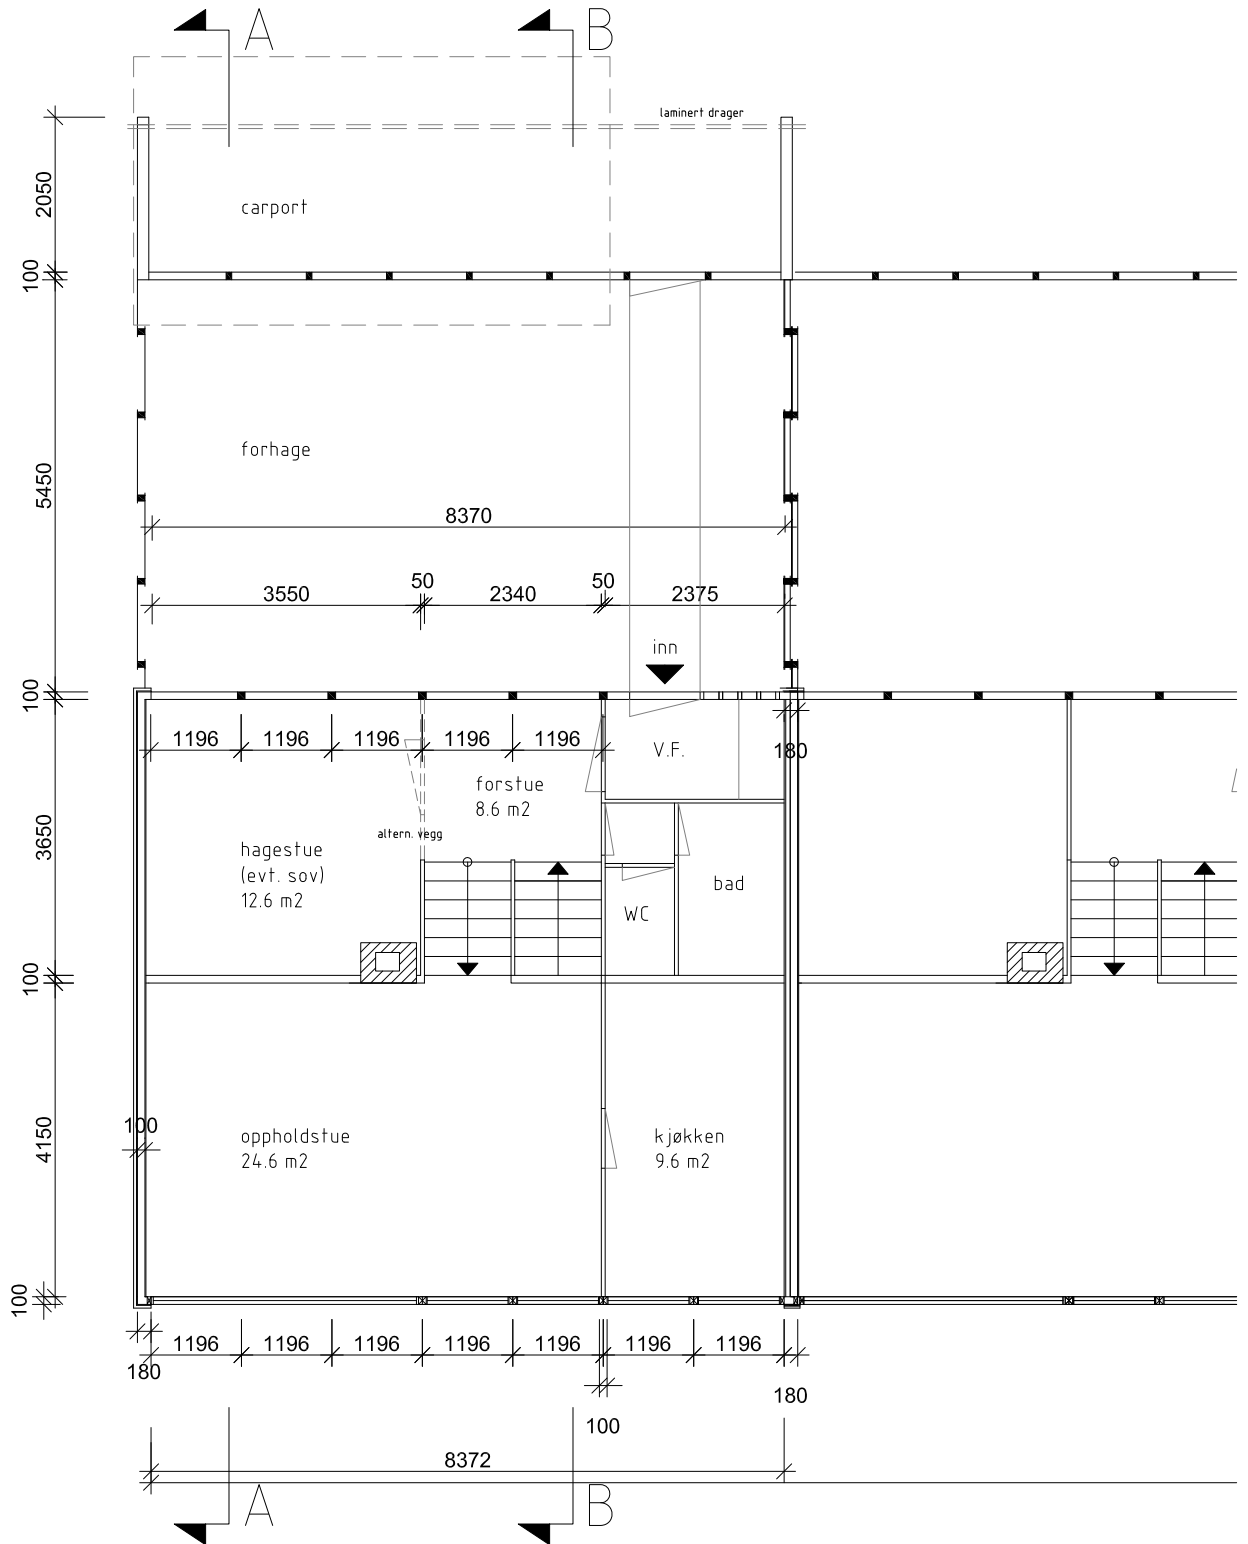 A
B
laminert drager
2050
carport
100
forhage
5450
8370
3550
50
2340
50
2375
inn
100
1196
1196
1196
1196
1196
V.F.
180
forstue
8.6 m2
altern. vegg
3650
hagestue
(evt. sov)
12.6 m2
bad
WC
100
100
oppholdstue
24.6 m2
kjøkken
9.6 m2
4150
100
1196
1196
1196
1196
1196
1196
1196
180
180
100
8372
A
B